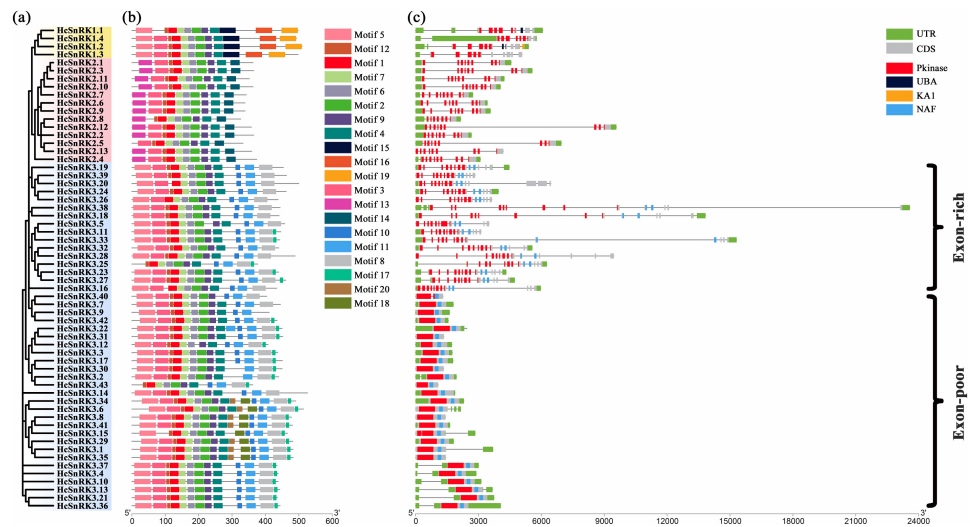 (a)
(b)
(c)
HcSnRK1.1
HcSnRK1.4
HcSnRK1.2
HcSnRK1.3
HcSnRK2.1
HcSnRK2.3
HcSnRK2.11
HcSnRK2.10
HcSnRK2.7
HcSnRK2.6
HcSnRK2.9
HcSnRK2.8
HcSnRK2.12
HcSnRK2.2
HcSnRK2.5
HcSnRK2.13
HcSnRK2.4
HcSnRK3.19
HcSnRK3.39
HcSnRK3.20
HcSnRK3.24
HcSnRK3.26
HcSnRK3.38
HcSnRK3.18
HcSnRK3.5
HcSnRK3.11
HcSnRK3.33
HcSnRK3.32
HcSnRK3.28
HcSnRK3.25
HcSnRK3.23
HcSnRK3.27
HcSnRK3.16
HcSnRK3.40
HcSnRK3.7
HcSnRK3.9
HcSnRK3.42
HcSnRK3.22
HcSnRK3.31
HcSnRK3.12
HcSnRK3.3
HcSnRK3.17
HcSnRK3.30
HcSnRK3.2
HcSnRK3.43
HcSnRK3.14
HcSnRK3.34
HcSnRK3.6
HcSnRK3.8
HcSnRK3.41
HcSnRK3.15
HcSnRK3.29
HcSnRK3.1
HcSnRK3.35
HcSnRK3.37
HcSnRK3.4
HcSnRK3.10
HcSnRK3.13
HcSnRK3.21
HcSnRK3.36
5'
3'
0 100 200 300 400 500 600
Motif 5
Motif 12
Motif 1
Motif 7
Motif 6
Motif 2
Motif 9
Motif 4
Motif 15
Motif 16
Motif 19
Motif 3
Motif 13
Motif 14
Motif 10
Motif 11
Motif 8
Motif 17
Motif 20
Motif 18
5'
3'
0 3000 6000 9000 12000 15000 18000 21000 24000
UTR
CDS
Pkinase
UBA
KA1
NAF
Exon-rich
Exon-poor